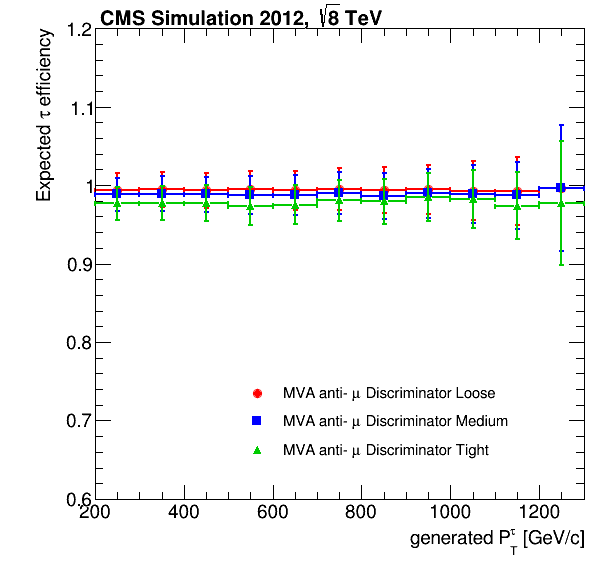 CMS Simulation 2012, √8 TeV
Expected τ efficiency
1.2
1.1
1
0.9
0.8
0.7
0.6
MVA anti- μ Discriminator Loose
MVA anti- μ Discriminator Medium
MVA anti- μ Discriminator Tight
200 400 600 800 1000 1200
generated P_T^τ [GeV/c]